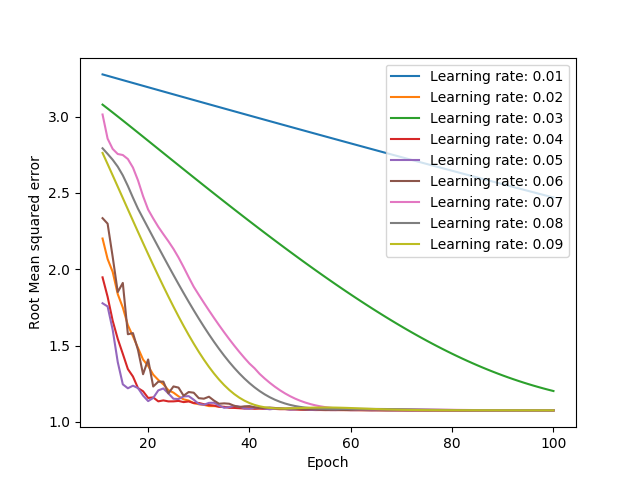 Learning rate: 0.01
Learning rate: 0.02
Learning rate: 0.03
Learning rate: 0.04
Learning rate: 0.05
Learning rate: 0.06
Learning rate: 0.07
Learning rate: 0.08
Learning rate: 0.09
3.0
2.5
2.0
1.5
1.0
Root Mean squared error
20
40
60
80
100
Epoch